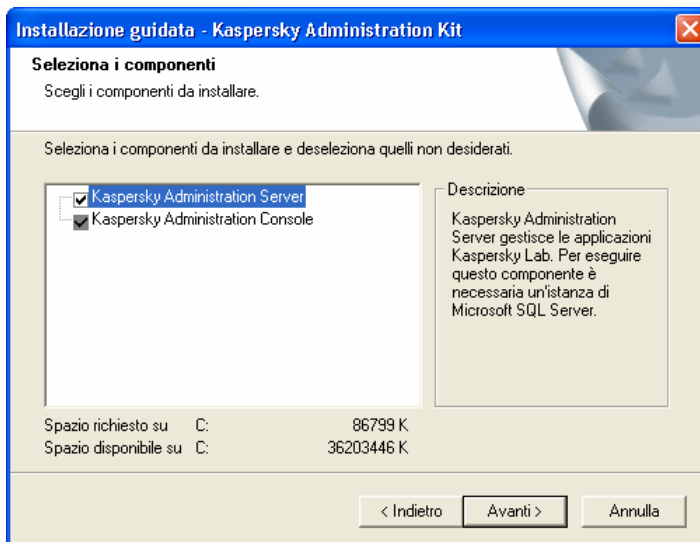 Installazione guidata - Kaspersky Administration Kit
Seleziona i componenti
Scegli i componenti da installare.
Seleziona i componenti da installare e deseleziona quelli non desiderati.
Kaspersky Administration Server
Kaspersky Administration Console
Descrizione
Kaspersky Administration
Server gestisce le applicazioni
Kaspersky Lab. Per eseguire
questo componente è
necessaria un'istanza di
Microsoft SQL Server.
Spazio richiesto su C: 86799 K
Spazio disponibile su C: 36203446 K
< Indietro
Avanti >
Annulla